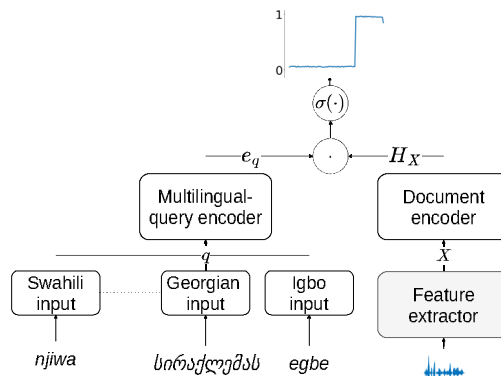 1
0
σ(·)
e_q
·
H_X
Multilingual-
query encoder
Document
encoder
q
X
Swahili
input
Georgian
input
Igbo
input
Feature
extractor
njiwa
სირაქლემას
egbe